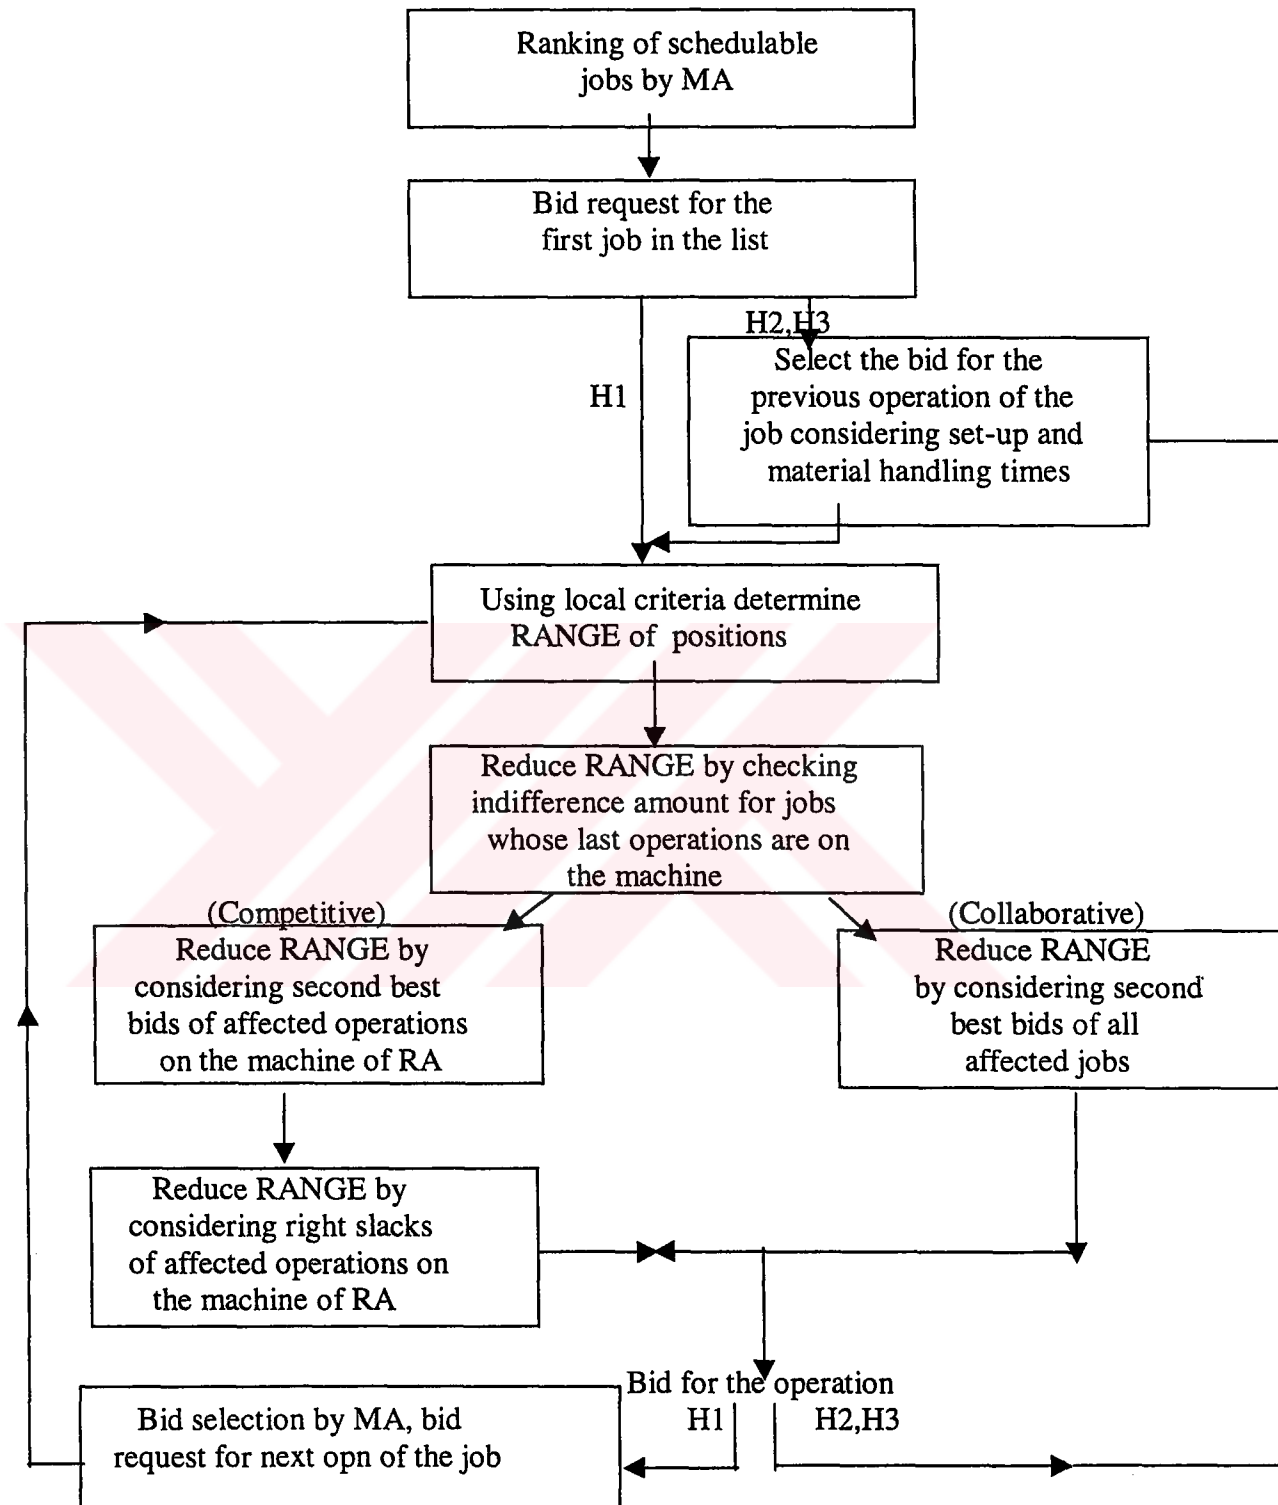 Ranking of schedulable
jobs by MA
Bid request for the
first job in the list
H2,H3
H1
Select the bid for the
previous operation of the
job considering set-up and
material handling times
Using local criteria determine
RANGE of positions
Reduce RANGE by checking
indifference amount for jobs
whose last operations are on
the machine
(Competitive)
Reduce RANGE by
considering second best
bids of affected operations
on the machine of RA
(Collaborative)
Reduce RANGE
by considering second
best bids of all
affected jobs
Reduce RANGE by
considering right slacks
of affected operations on
the machine of RA
Bid for the operation
H1
H2,H3
Bid selection by MA, bid
request for next opn of the job